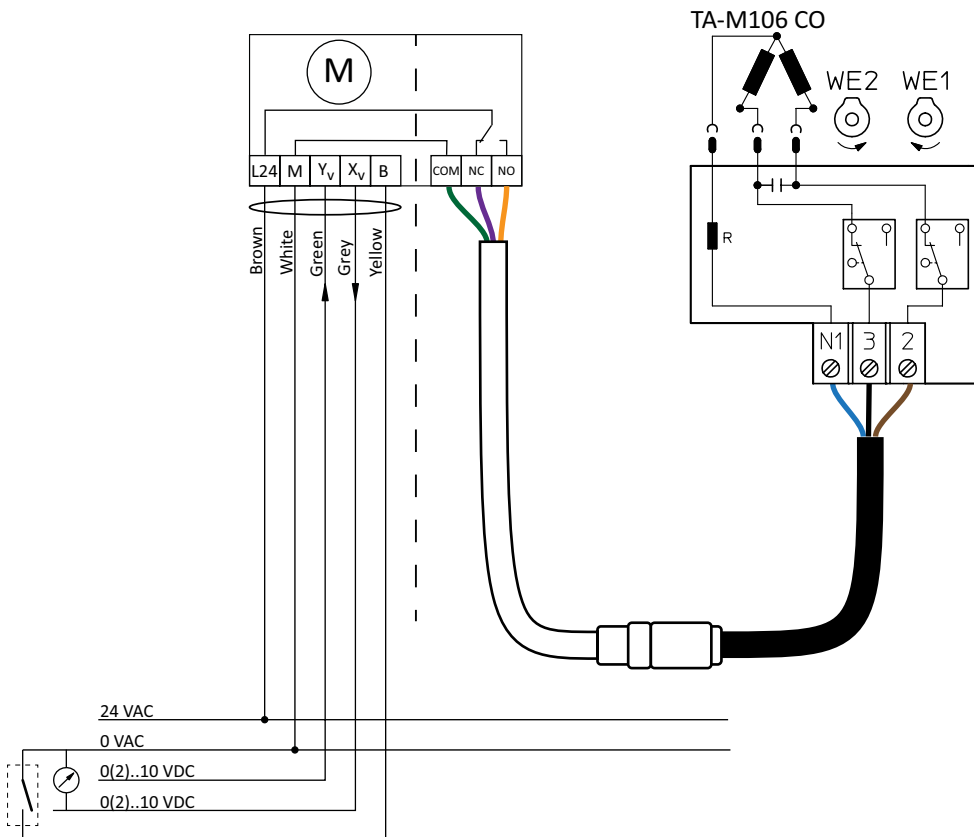 TA-M106 CO
M
WE2 WE1
L24 M Yv Xv B COM NC NO
Brown
White
Green
Grey
Yellow
R
N1 3 2
24 VAC
0 VAC
0(2)..10 VDC
0(2)..10 VDC